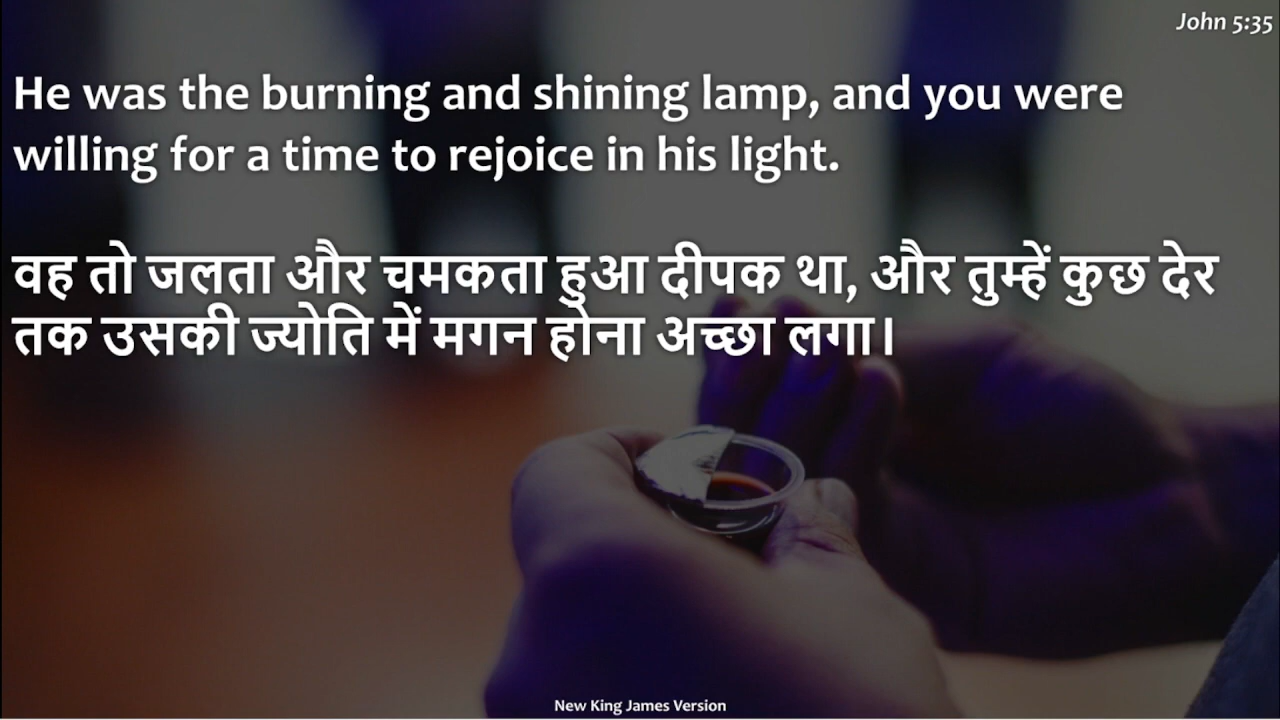 John 5:35
He was the burning and shining lamp, and you were
willing for a time to rejoice in his light.
वह तो जलता और चमकता हुआ दीपक था, और तुम्हें कुछ देर
तक उसकी ज्योति में मगन होना अच्छा लगा।
New King James Version